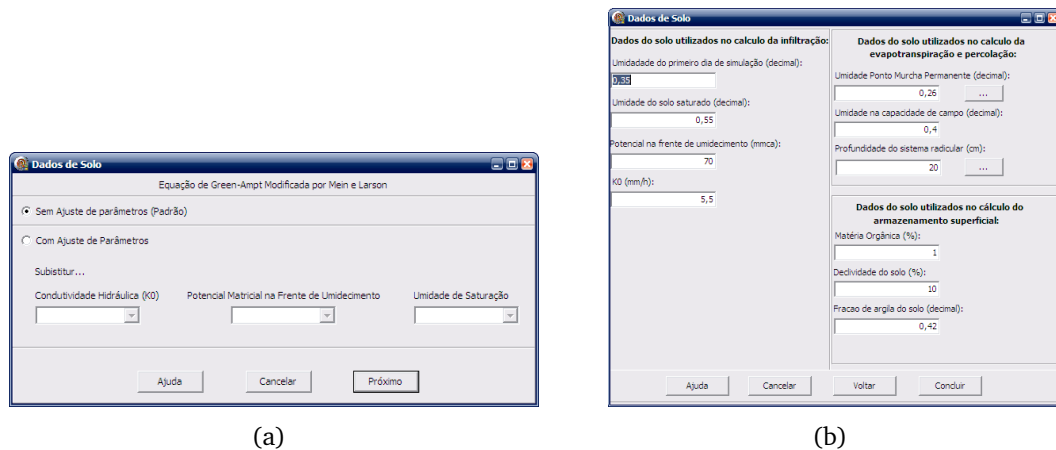 Dados de Solo
Equação de Green-Ampt Modificada por Mein e Larson
Sem Ajuste de parâmetros (Padrão)
Com Ajuste de Parâmetros
Subistitur...
Condutividade Hidráulica (K0) Potencial Matricial na Frente de Umidecimento Umidade de Saturação
Ajuda Cancelar Próximo
(a)
Dados de Solo
Dados do solo utilizados no calculo da infiltração:
Umidadade do primeiro dia de simulação (decimal):
0,35
Umidade do solo saturado (decimal):
0,55
Potencial na frente de umidecimento (mmca):
70
K0 (mm/h):
5,5
Dados do solo utilizados no calculo da
evapotranspiração e percolação:
Umidade Ponto Murcha Permanente (decimal):
0,26 ...
Umidade na capacidade de campo (decimal):
0,4
Profundidade do sistema radicular (cm):
20 ...
Dados do solo utilizados no cálculo do
armazenamento superficial:
Matéria Orgânica (%):
1
Declividade do solo (%):
10
Fracao de argila do solo (decimal):
0,42
Ajuda Cancelar Voltar Concluir
(b)